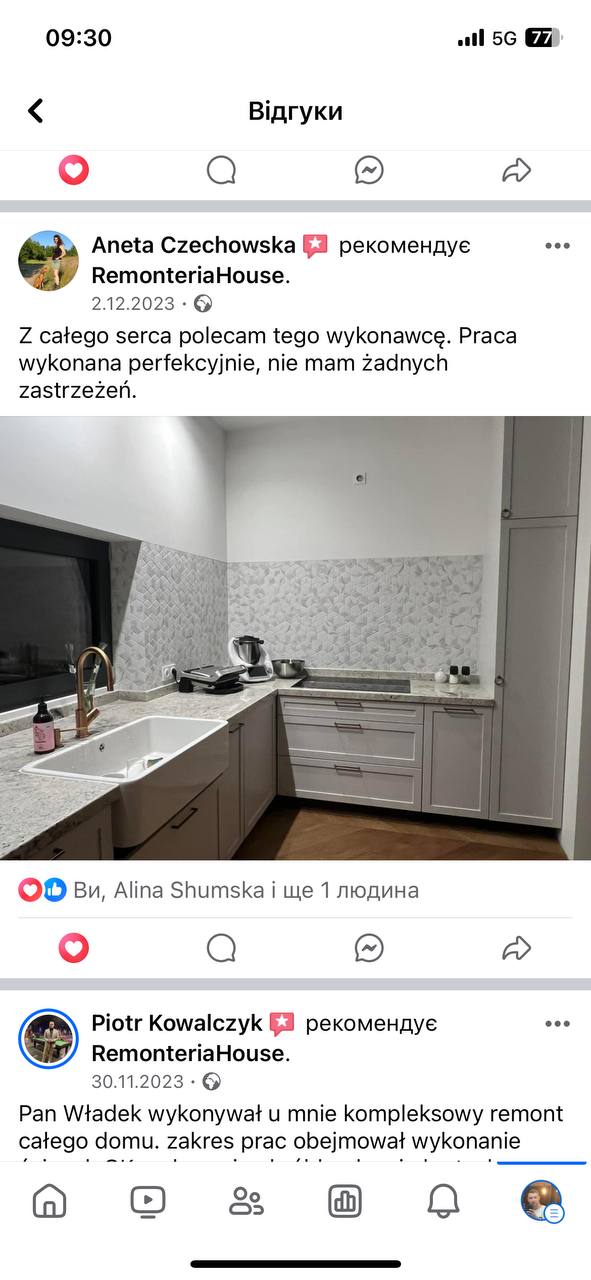 09:30
5G 77
Відгуки
Aneta Czechowska рекомендує
RemonteriaHouse.
2.12.2023 ·
Z całego serca polecam tego wykonawcę. Praca
wykonana perfekcyjnie, nie mam żadnych
zastrzeżeń.
Ви, Alina Shumska і ще 1 людина
Piotr Kowalczyk рекомендує
RemonteriaHouse.
30.11.2023 ·
Pan Władek wykonywał u mnie kompleksowy remont
całego domu. zakres prac obejmował wykonanie